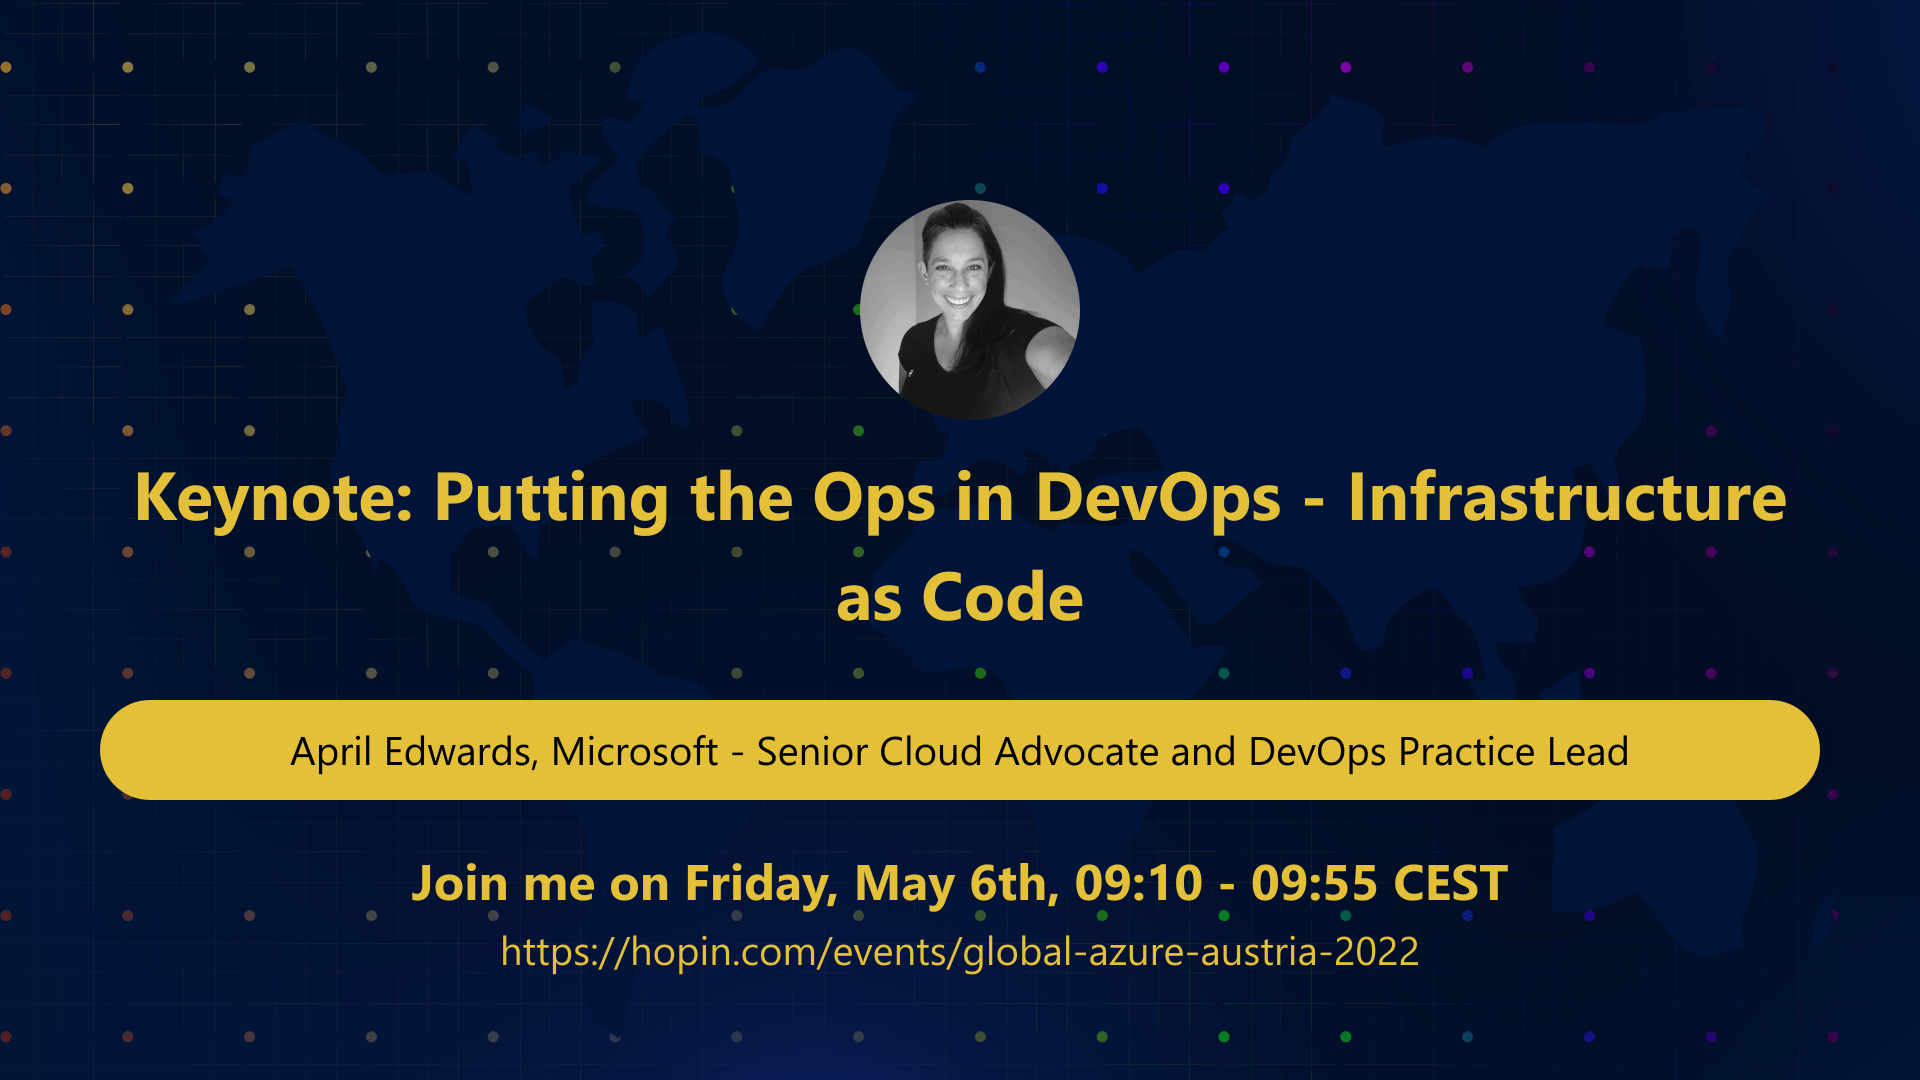 Keynote: Putting the Ops in DevOps - Infrastructure
as Code
April Edwards, Microsoft - Senior Cloud Advocate and DevOps Practice Lead
Join me on Friday, May 6th, 09:10 - 09:55 CEST
https://hopin.com/events/global-azure-austria-2022